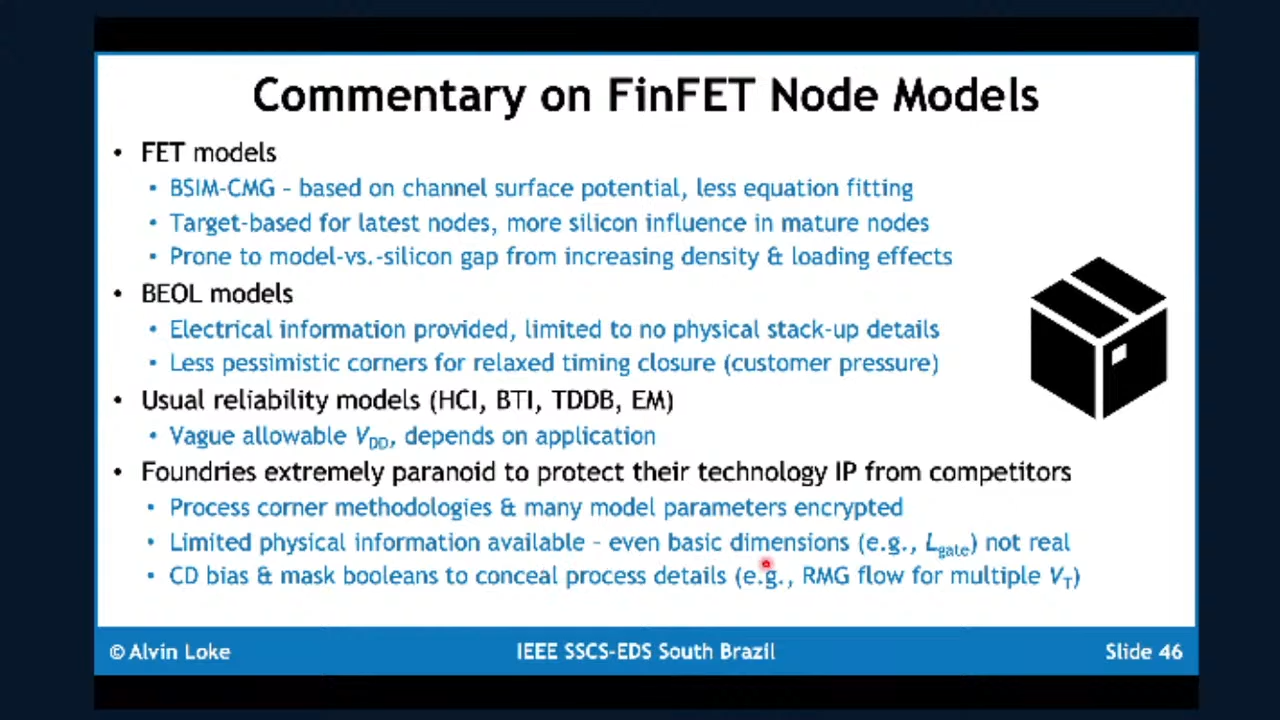 Commentary on FinFET Node Models
• FET models
• BSIM-CMG – based on channel surface potential, less equation fitting
• Target-based for latest nodes, more silicon influence in mature nodes
• Prone to model-vs.-silicon gap from increasing density & loading effects
• BEOL models
• Electrical information provided, limited to no physical stack-up details
• Less pessimistic corners for relaxed timing closure (customer pressure)
• Usual reliability models (HCI, BTI, TDDB, EM)
• Vague allowable VDD, depends on application
• Foundries extremely paranoid to protect their technology IP from competitors
• Process corner methodologies & many model parameters encrypted
• Limited physical information available – even basic dimensions (e.g., Lgate) not real
• CD bias & mask booleans to conceal process details (e.g., RMG flow for multiple VT)
© Alvin Loke
IEEE SSCS-EDS South Brazil
Slide 46